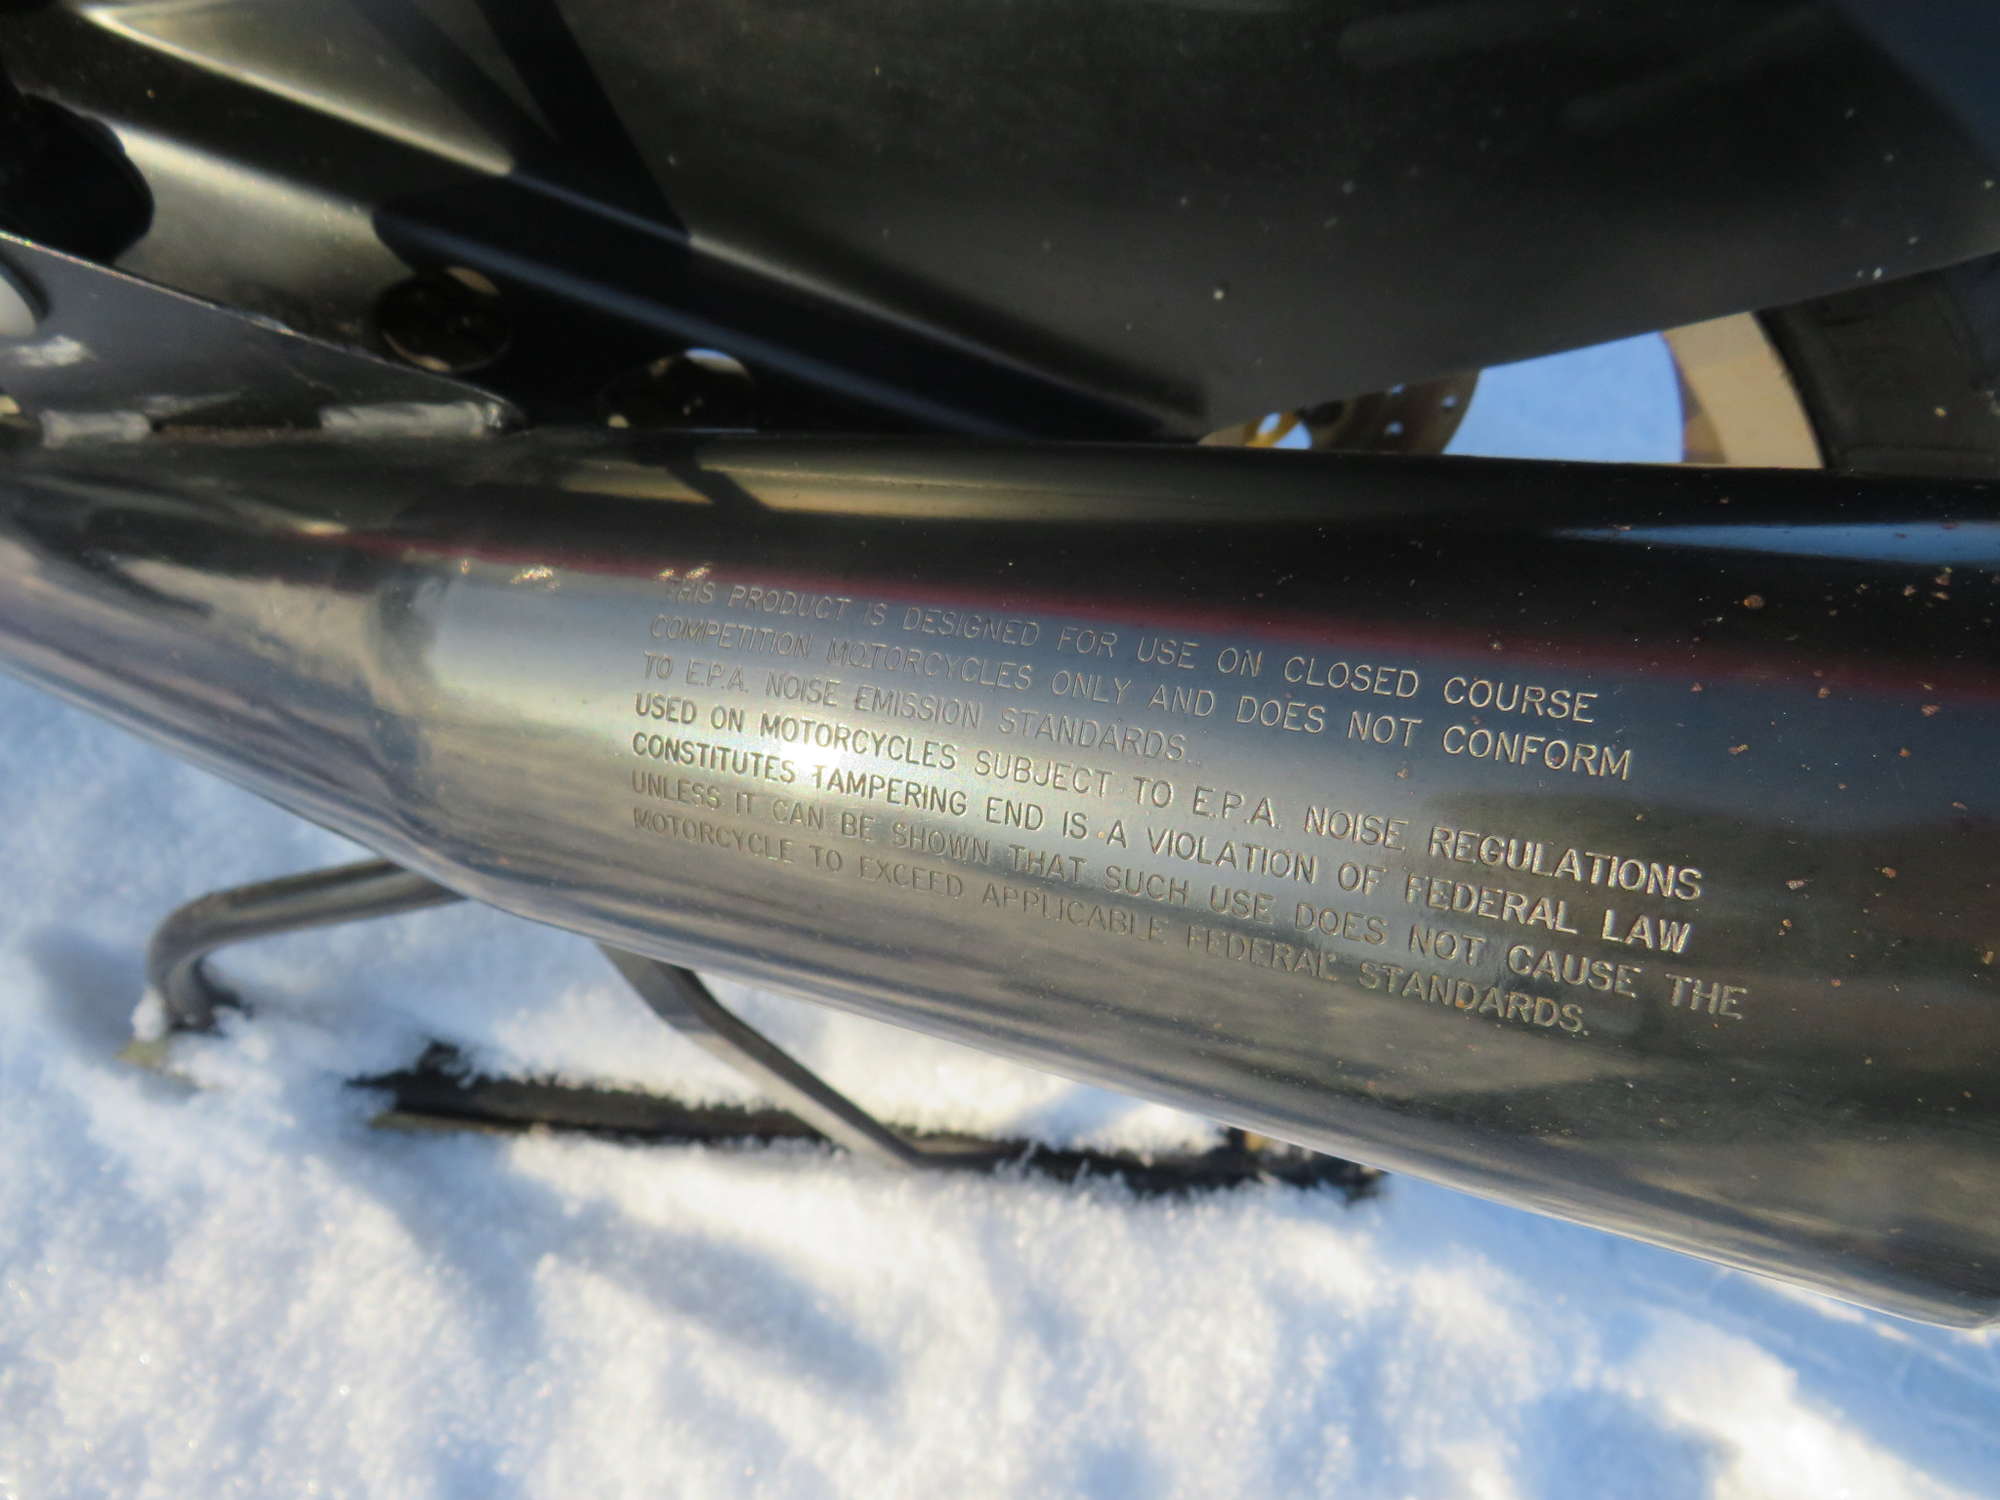 THIS PRODUCT IS DESIGNED FOR USE ON CLOSED COURSE
COMPETITION MOTORCYCLES ONLY AND DOES NOT CONFORM
TO E.P.A. NOISE EMISSION STANDARDS.
USED ON MOTORCYCLES SUBJECT TO E.P.A. NOISE REGULATIONS
CONSTITUTES TAMPERING END IS A VIOLATION OF FEDERAL LAW
UNLESS IT CAN BE SHOWN THAT SUCH USE DOES NOT CAUSE THE
MOTORCYCLE TO EXCEED APPLICABLE FEDERAL STANDARDS.